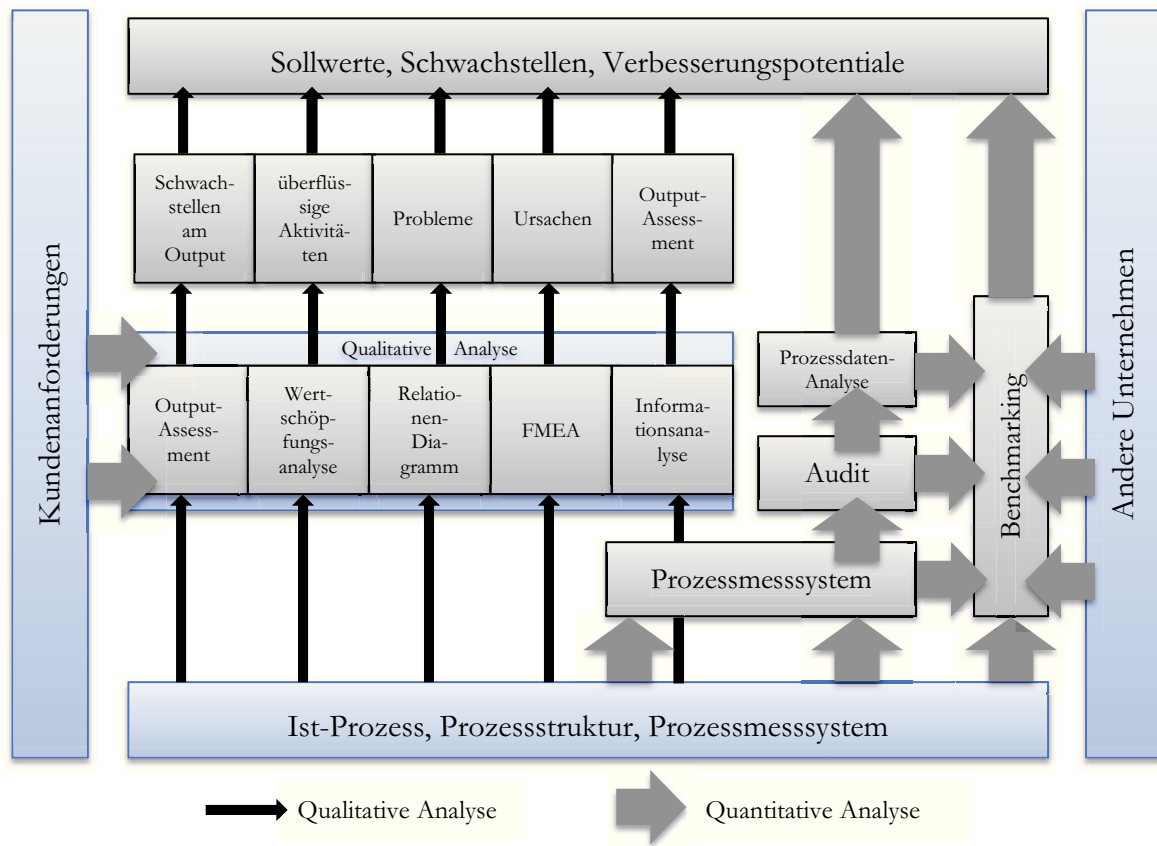 Sollwerte, Schwachstellen, Verbesserungspotentiale
Kundenanforderungen
Schwach-
stellen
am
Output
überflüs-
sige
Aktivitä-
ten
Probleme
Ursachen
Output-
Assess-
ment
Qualitative Analyse
Output-
Assess-
ment
Wert-
schöp-
fungs-
analyse
Relatio-
nen-
Dia-
gramm
FMEA
Informa-
tionsana-
lyse
Prozessdaten-
Analyse
Audit
Prozessmesssystem
Benchmarking
Andere Unternehmen
Ist-Prozess, Prozessstruktur, Prozessmesssystem
Qualitative Analyse
Quantitative Analyse